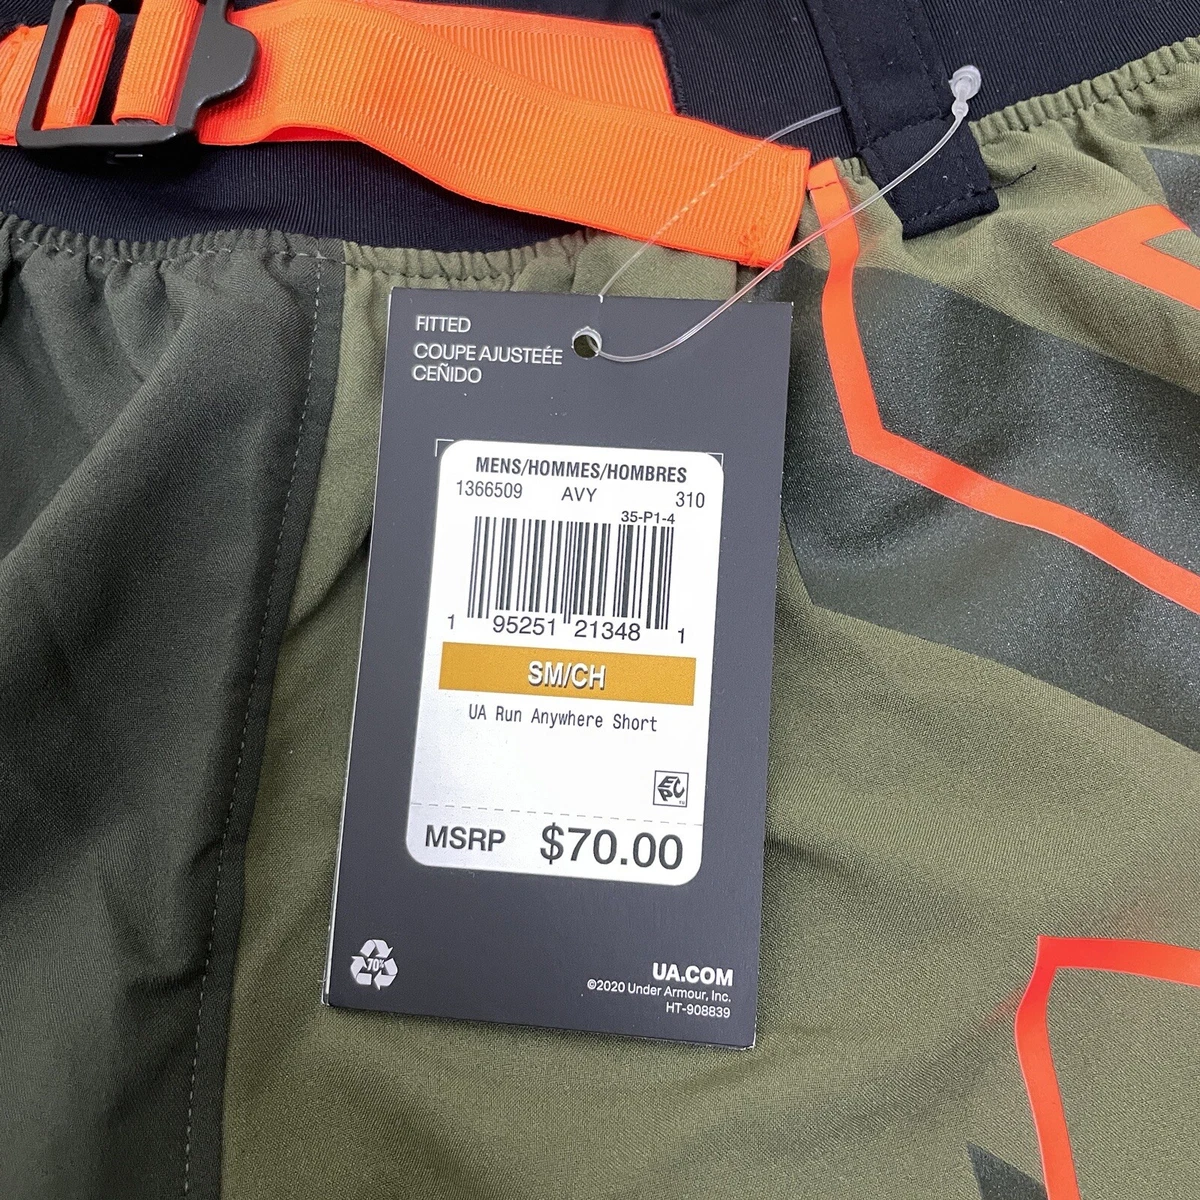 FITTED
COUPE AJUSTEÉE
CEÑIDO
MENS/HOMMES/HOMBRES
1366509 AVY 310
35-P1-4
1 95251 21348 1
SM/CH
UA Run Anywhere Short
EPC
MSRP $70.00
70%
UA.COM
©2020 Under Armour, Inc.
HT-908839